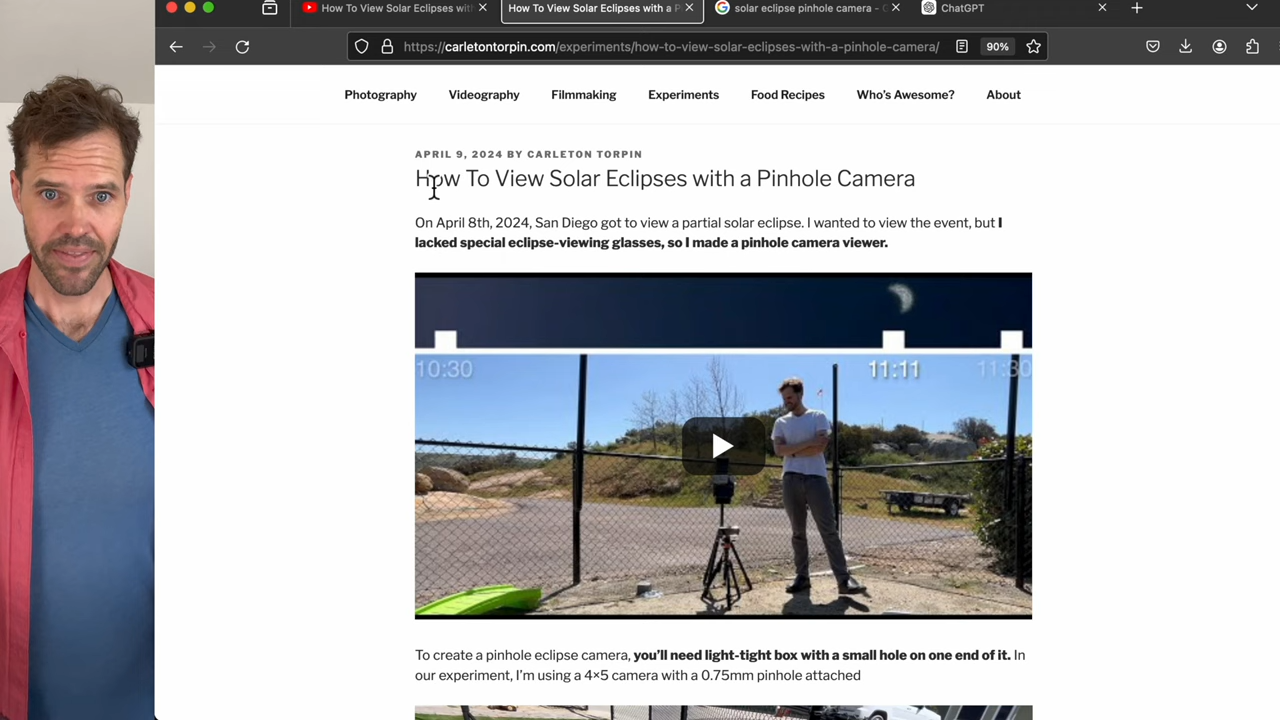 How To View Solar Eclipses wit
How To View Solar Eclipses with a P
solar eclipse pinhole camera - G
ChatGPT
https://carletontorpin.com/experiments/how-to-view-solar-eclipses-with-a-pinhole-camera/
90%
Photography Videography Filmmaking Experiments Food Recipes Who's Awesome? About
APRIL 9, 2024 BY CARLETON TORPIN
How To View Solar Eclipses with a Pinhole Camera
On April 8th, 2024, San Diego got to view a partial solar eclipse. I wanted to view the event, but I
lacked special eclipse-viewing glasses, so I made a pinhole camera viewer.
10:30 11:11 11:30
To create a pinhole eclipse camera, you'll need light-tight box with a small hole on one end of it. In
our experiment, I'm using a 4×5 camera with a 0.75mm pinhole attached